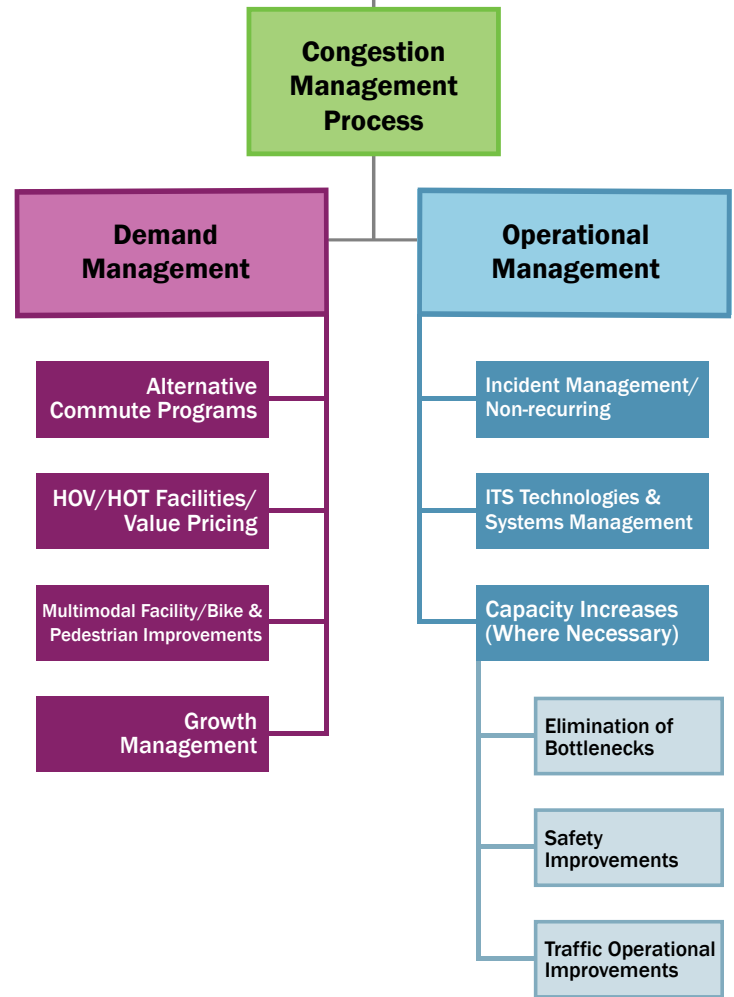 Congestion
Management
Process
Demand
Management
Alternative
Commute Programs
HOV/HOT Facilities/
Value Pricing
Multimodal Facility/Bike &
Pedestrian Improvements
Growth
Management
Operational
Management
Incident Management/
Non-recurring
ITS Technologies &
Systems Management
Capacity Increases
(Where Necessary)
Elimination of
Bottlenecks
Safety
Improvements
Traffic Operational
Improvements